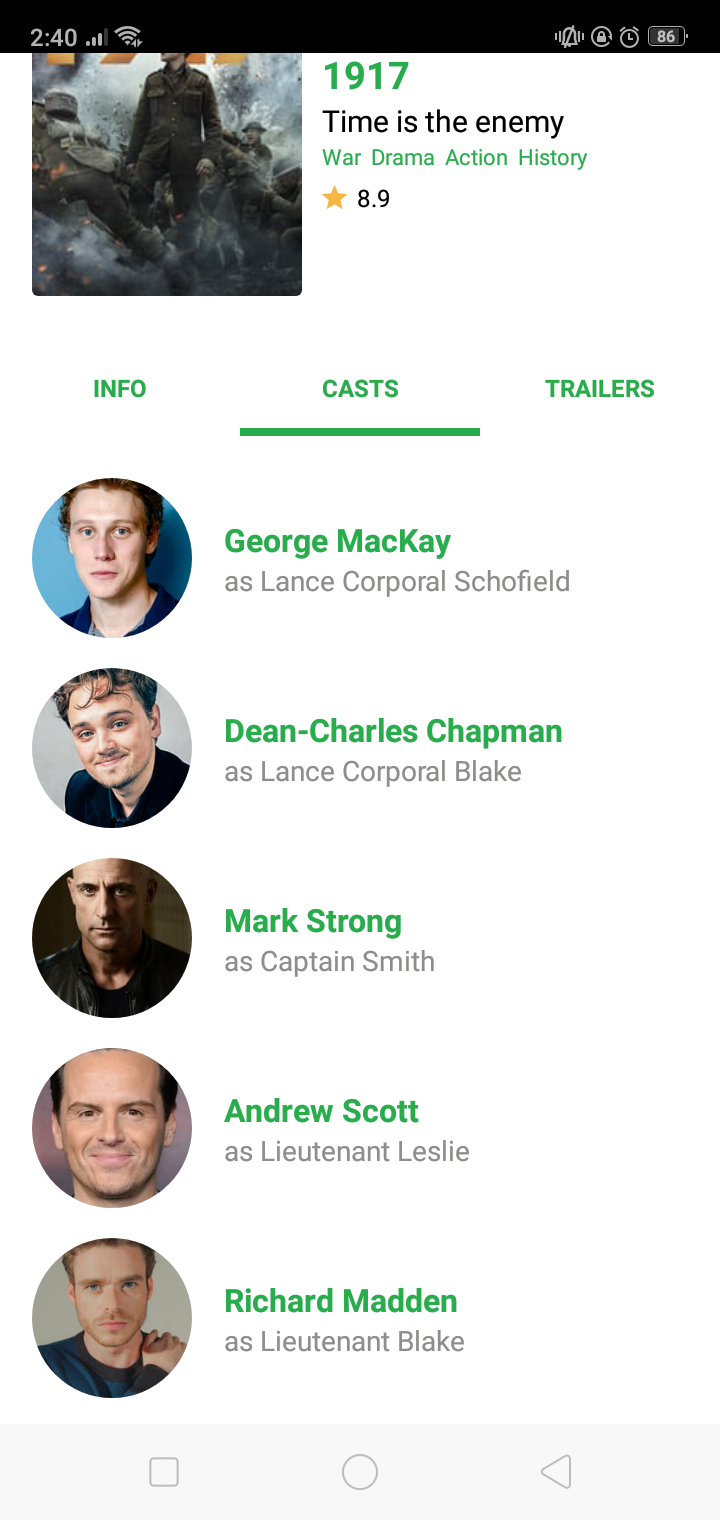 2:40
86
1917
Time is the enemy
War Drama Action History
8.9
INFO
CASTS
TRAILERS
George MacKay
as Lance Corporal Schofield
Dean-Charles Chapman
as Lance Corporal Blake
Mark Strong
as Captain Smith
Andrew Scott
as Lieutenant Leslie
Richard Madden
as Lieutenant Blake